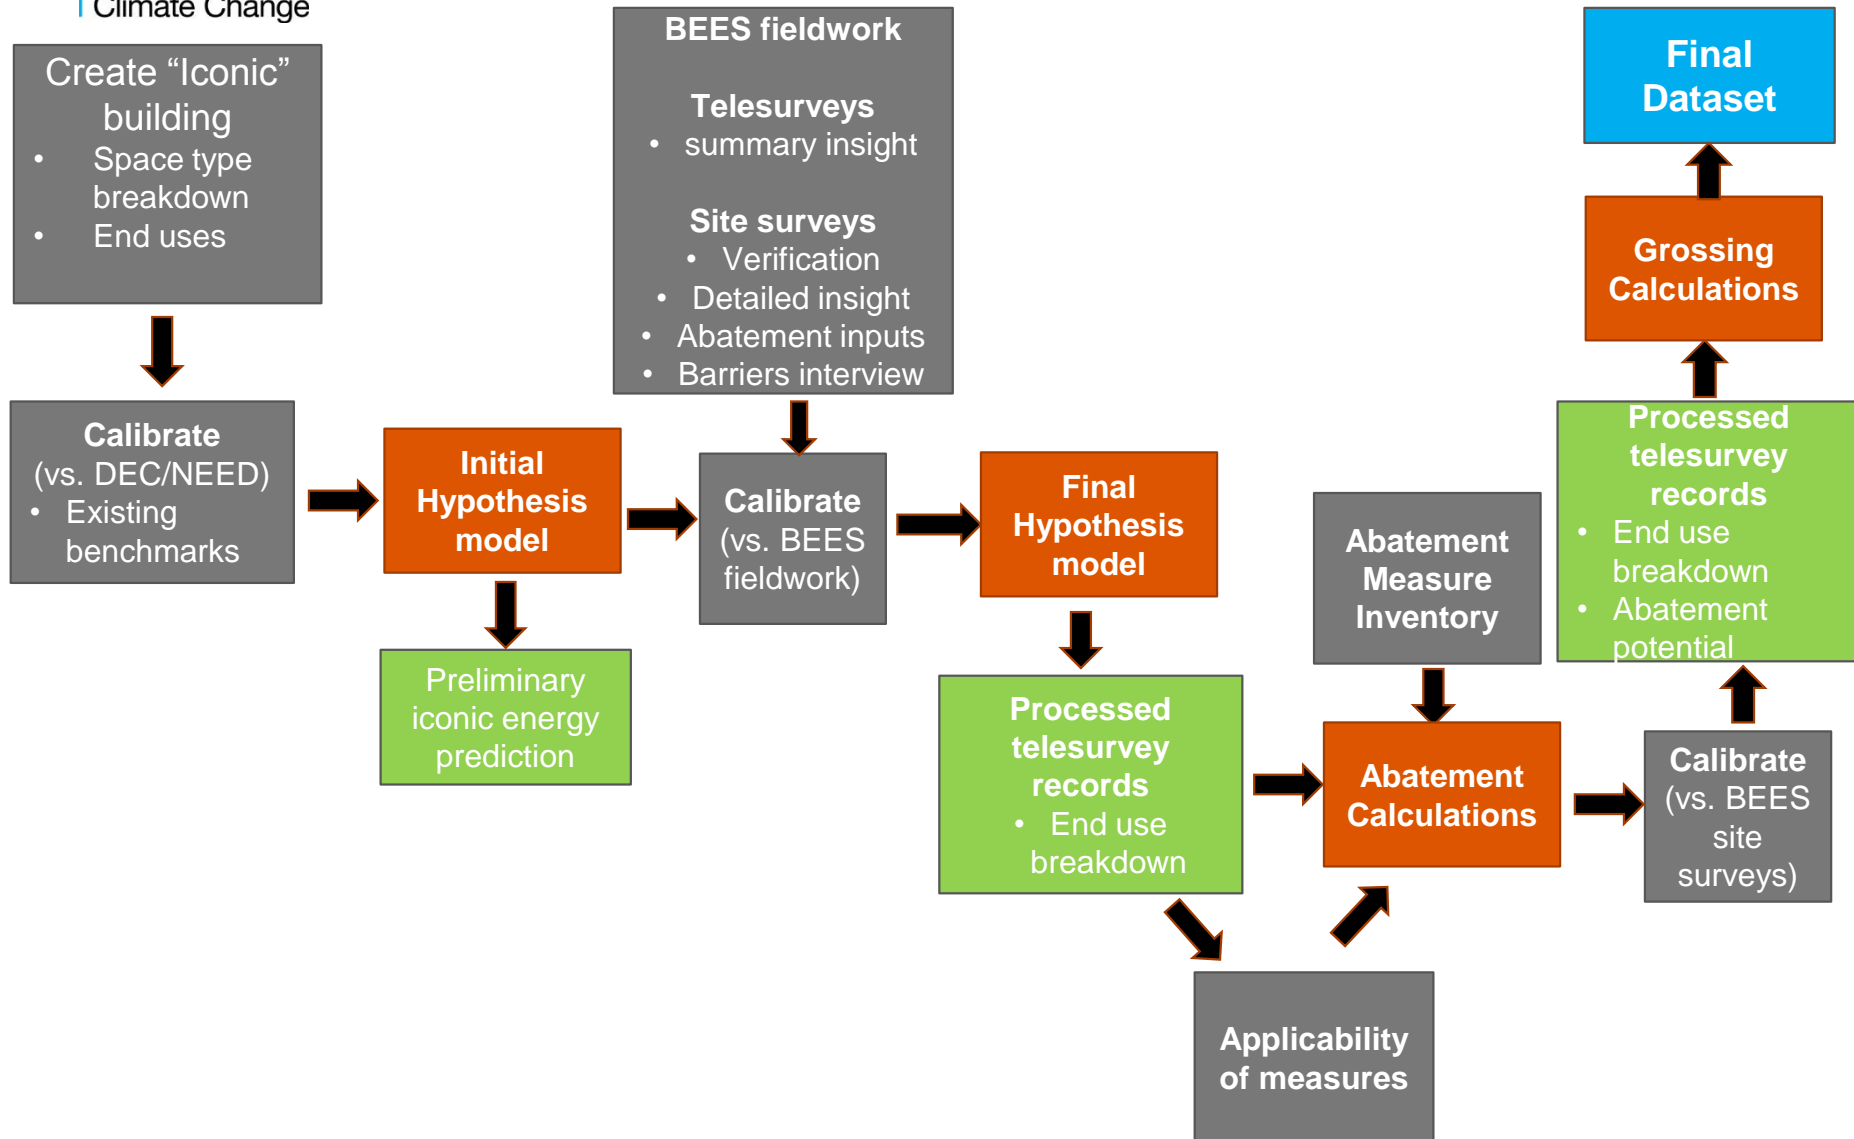 Climate Change
Create “Iconic”
building
• Space type
breakdown
• End uses
BEES fieldwork
Telesurveys
• summary insight
Site surveys
• Verification
• Detailed insight
• Abatement inputs
• Barriers interview
Final
Dataset
Grossing
Calculations
Calibrate
(vs. DEC/NEED)
• Existing
benchmarks
Initial
Hypothesis
model
Calibrate
(vs. BEES
fieldwork)
Final
Hypothesis
model
Abatement
Measure
Inventory
Processed
telesurvey
records
• End use
breakdown
• Abatement
potential
Preliminary
iconic energy
prediction
Processed
telesurvey
records
• End use
breakdown
Abatement
Calculations
Calibrate
(vs. BEES
site
surveys)
Applicability
of measures